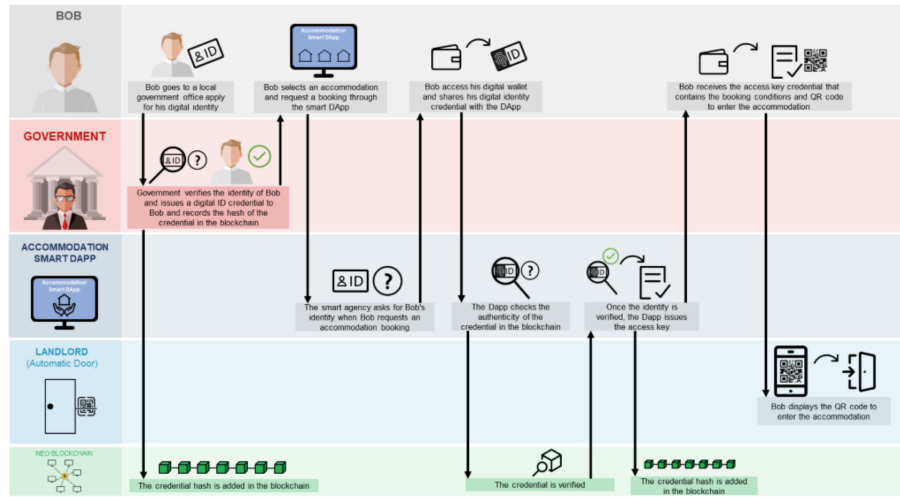 BOB
Accommodation
Smart DApp
ID
Bob goes to a local
government office apply
for his digital identity
Bob selects an accommodation
and request a booking through
the smart DApp
Bob access his digital wallet
and shares his digital identity
credential with the DApp
ID
Bob receives the access key credential that
contains the booking conditions and QR code
to enter the accommodation
GOVERNMENT
ID
?
Government verifies the identity of Bob
and issues a digital ID credential to
Bob and records the hash of the
credential in the blockchain
ACCOMMODATION
SMART DAPP
Accommodation
Smart DApp
ID
?
The smart agency asks for Bob's
identity when Bob requests an
accommodation booking
ID
?
The Dapp checks the
authenticity of the
credential in the blockchain
ID
Once the identity is
verified, the Dapp issues
the access key
LANDLORD
(Automatic Door)
Bob displays the QR code to
enter the accommodation
NEO BLOCKCHAIN
The credential hash is added in the blockchain
The credential is verified
The credential hash is added
in the blockchain